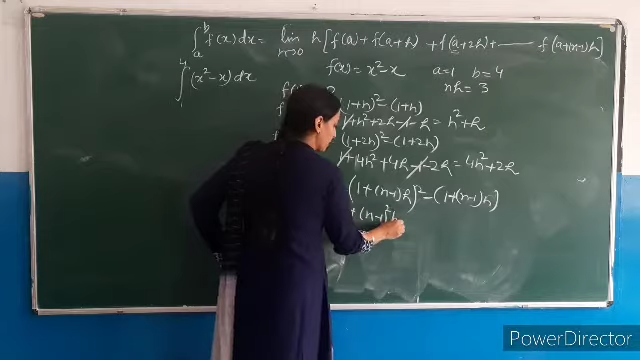 ∫ₐᵇ f(x) dx = lim n→0 h [f(a) + f(a+h) + f(a+2h) + —— f(a+(n-1)h]
∫₁⁴ (x²-x) dx f(x) = x²-x a=1 b=4
nh = 3
(1+h)² - (1+h)
1+h²+2h-1-h = h²+h
(1+2h)² - (1+2h)
1+4h²+4h-1-2h = 4h²+2h
(1+(n-1)h)² - (1+(n-1)h)
+ (n-1)²h
PowerDirector